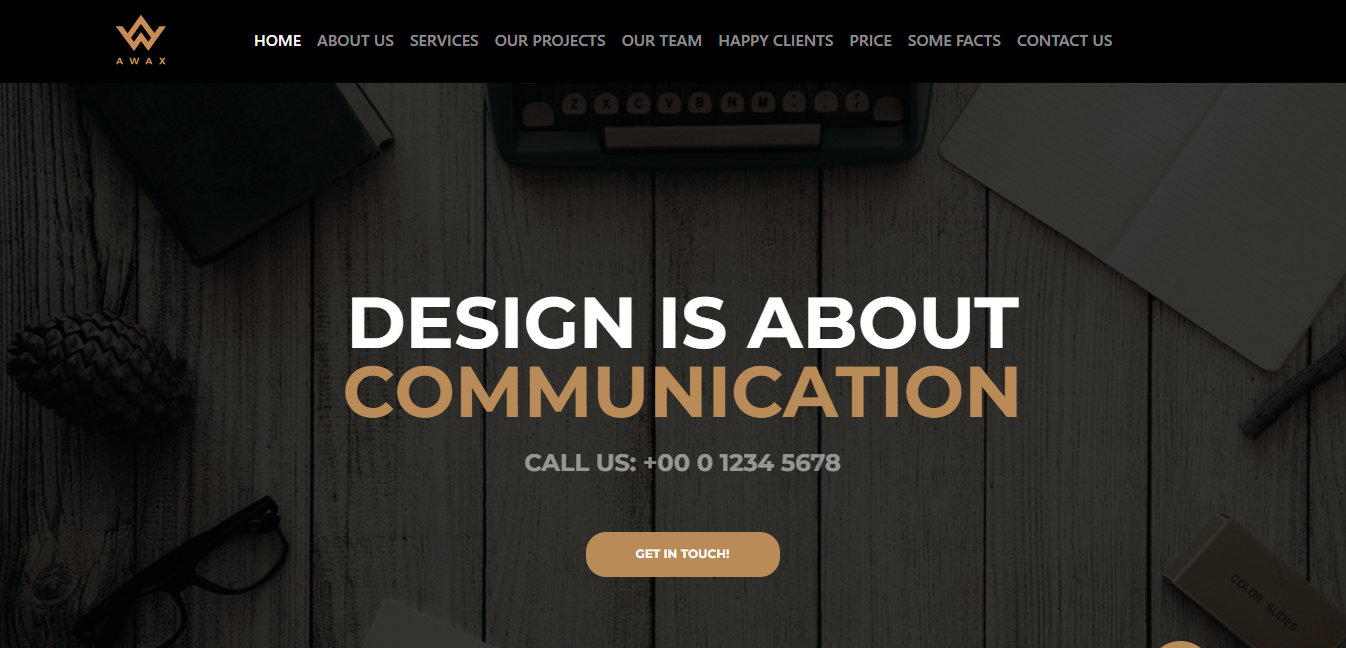 AWAX
HOME ABOUT US SERVICES OUR PROJECTS OUR TEAM HAPPY CLIENTS PRICE SOME FACTS CONTACT US
Z X C V B N M
DESIGN IS ABOUT
COMMUNICATION
CALL US: +00 0 1234 5678
GET IN TOUCH!
COLOR SLIDES